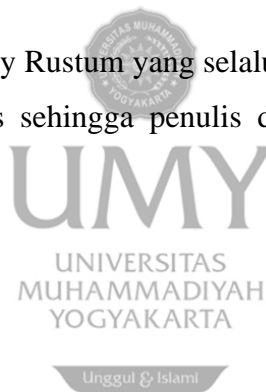 y Rustum yang selalu
s sehingga penulis d
UMY
UNIVERSITAS
MUHAMMADIYAH
YOGYAKARTA
Unggul & Islami